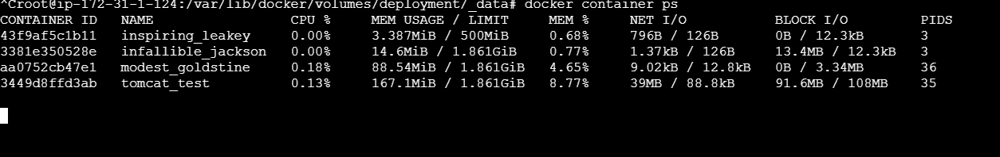 ^Croot@ip-172-31-1-124:/var/lib/docker/volumes/deployment/_data# docker container ps
CONTAINER ID   NAME                 CPU %     MEM USAGE / LIMIT     MEM %     NET I/O           BLOCK I/O         PIDS
43f9af5c1b11   inspiring_leakey     0.00%     3.387MiB / 500MiB     0.68%     796B / 126B       0B / 12.3kB       3
3381e350528e   infallible_jackson   0.00%     14.6MiB / 1.861GiB    0.77%     1.37kB / 126B     13.4MB / 12.3kB   3
aa0752cb47e1   modest_goldstine     0.18%     88.54MiB / 1.861GiB   4.65%     9.02kB / 12.8kB   0B / 3.34MB       36
3449d8ffd3ab   tomcat_test          0.13%     167.1MiB / 1.861GiB   8.77%     39MB / 88.8kB     91.6MB / 108MB    35